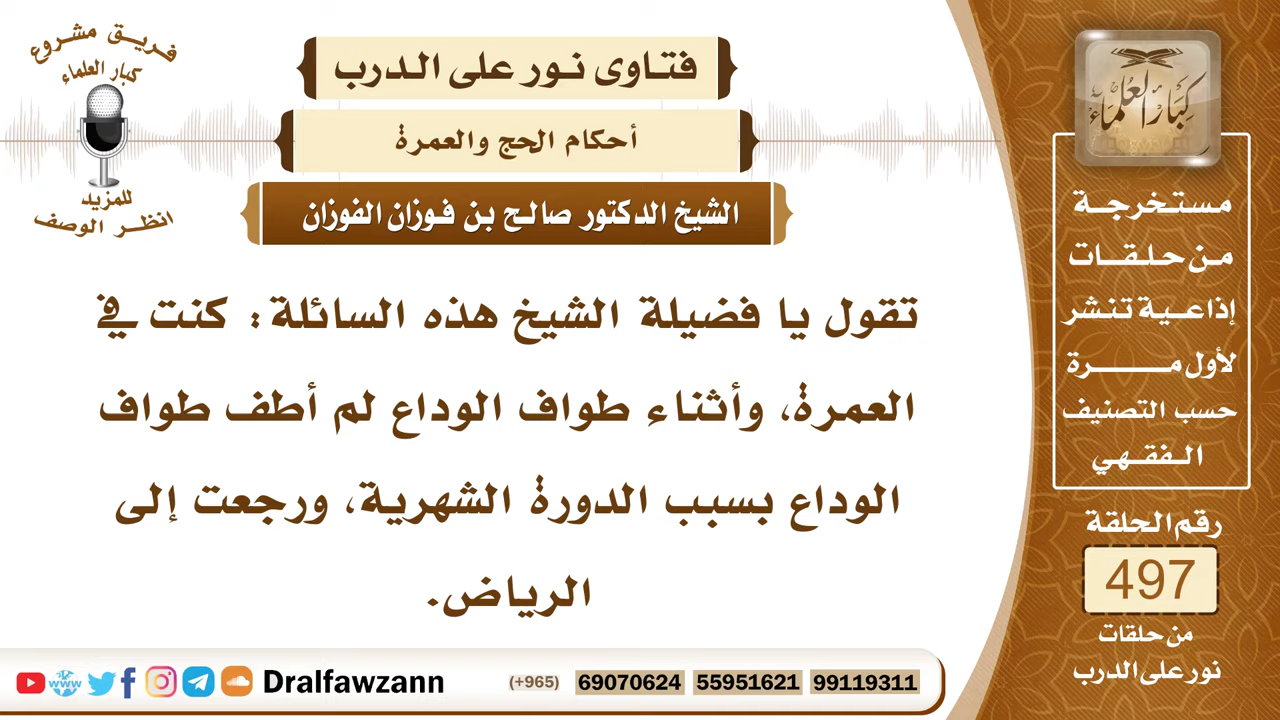 فريق مشروع
كبار العلماء
للمزيد
انظر الوصف
فتاوى نور على الدرب
أحكام الحج والعمرة
الشيخ الدكتور صالح بن فوزان الفوزان
تقول يا فضيلة الشيخ هذه السائلة: كنت في
العمرة، وأثناء طواف الوداع لم أطف طواف
الوداع بسبب الدورة الشهرية، ورجعت إلى
الرياض.
كبار العلماء
مستخرجة
من حلقات
إذاعية تنشر
لأول مرة
حسب التصنيف
الفقهي
رقم الحلقة
497
من حلقات
نور على الدرب
www Dralfawzann (+965) 69070624 55951621 99119311